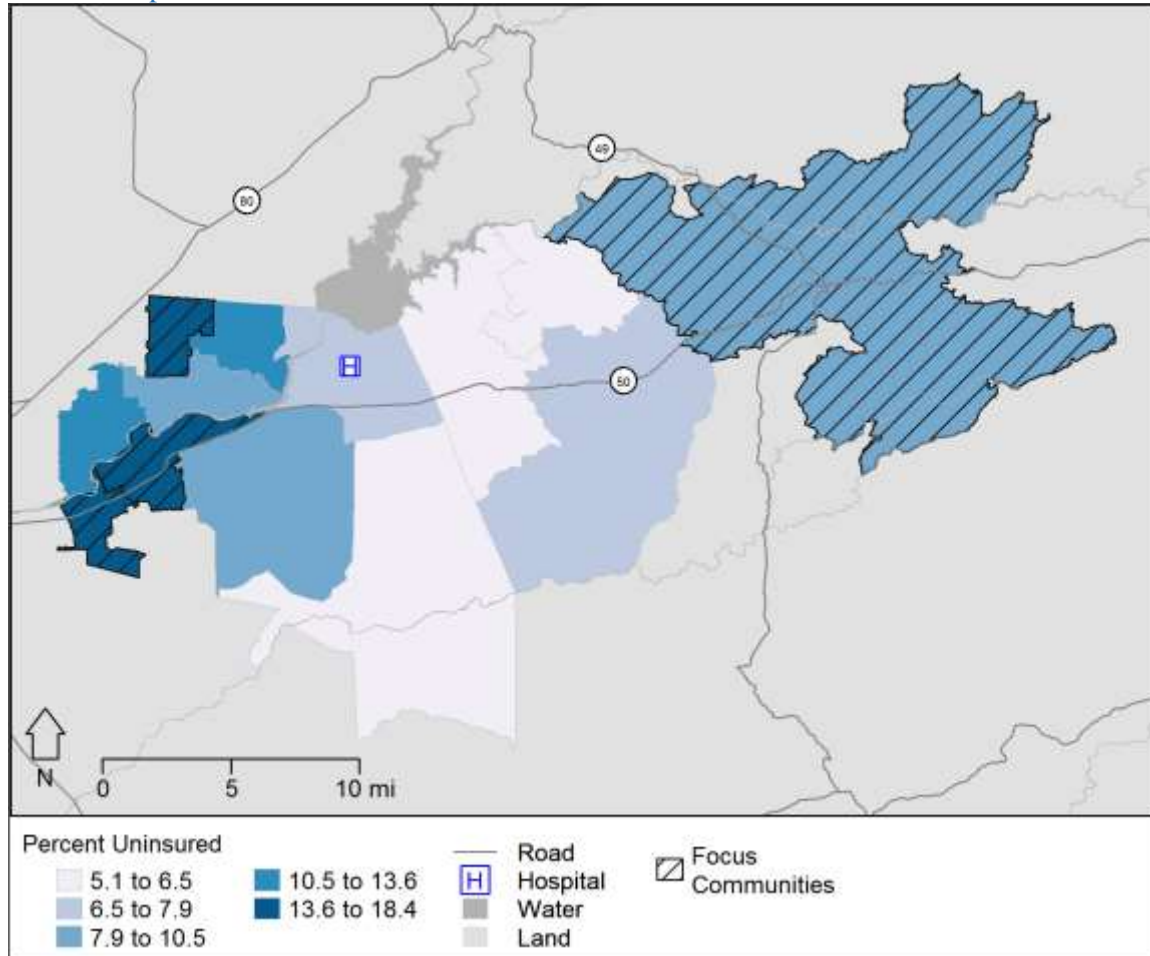 49
80
50
N
0 5 10 mi
Percent Uninsured
5.1 to 6.5
6.5 to 7.9
7.9 to 10.5
10.5 to 13.6
13.6 to 18.4
Road
H Hospital
Water
Land
Focus
Communities
H